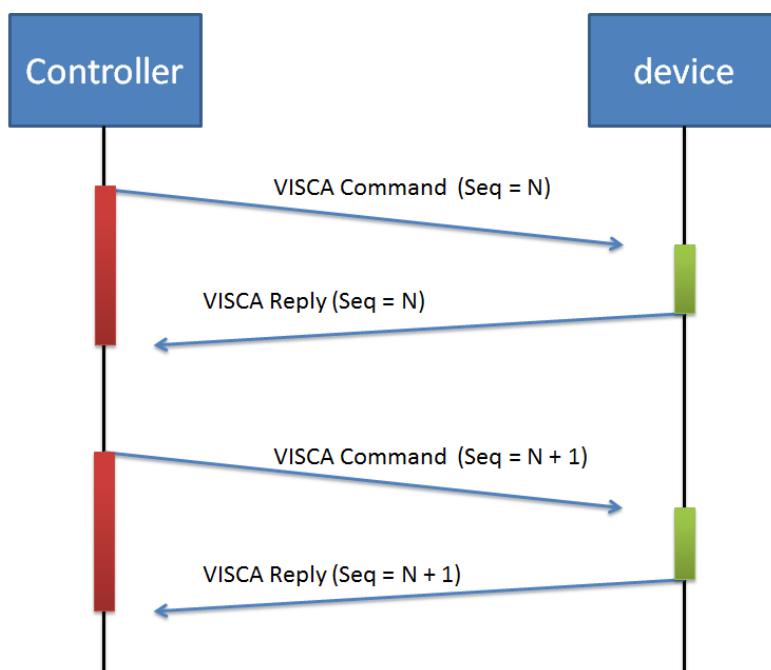 Controller
device
VISCA Command  (Seq = N)
VISCA Reply (Seq = N)
VISCA Command  (Seq = N + 1)
VISCA Reply (Seq = N + 1)